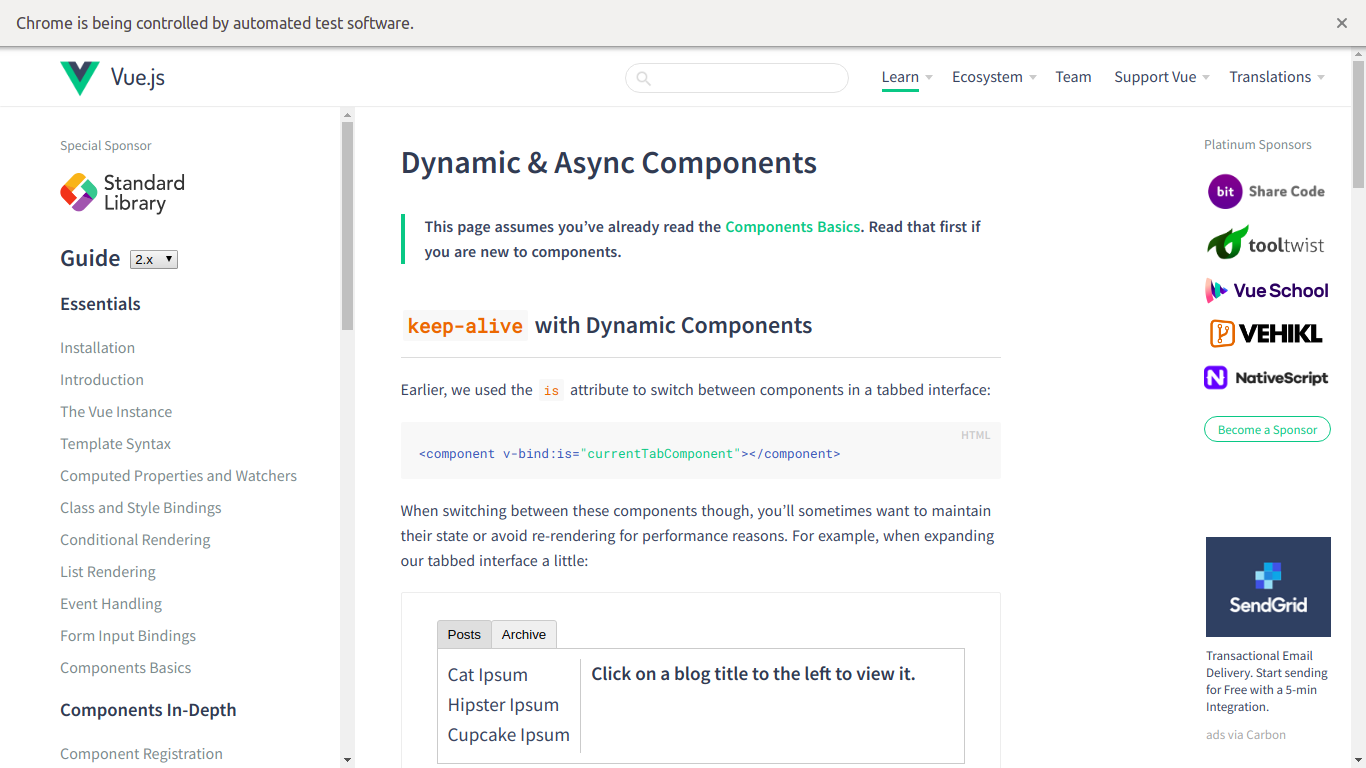 Chrome is being controlled by automated test software.
Vue.js
Learn
Ecosystem
Team
Support Vue
Translations
Special Sponsor
Standard
Library
Guide 2.x
Essentials
Installation
Introduction
The Vue Instance
Template Syntax
Computed Properties and Watchers
Class and Style Bindings
Conditional Rendering
List Rendering
Event Handling
Form Input Bindings
Components Basics
Components In-Depth
Component Registration
Dynamic & Async Components
This page assumes you’ve already read the Components Basics. Read that first if
you are new to components.
keep-alive with Dynamic Components
Earlier, we used the is attribute to switch between components in a tabbed interface:
HTML
<component v-bind:is="currentTabComponent"></component>
When switching between these components though, you’ll sometimes want to maintain
their state or avoid re-rendering for performance reasons. For example, when expanding
our tabbed interface a little:
Posts
Archive
Cat Ipsum
Hipster Ipsum
Cupcake Ipsum
Click on a blog title to the left to view it.
Platinum Sponsors
bit Share Code
tooltwist
Vue School
VEHIKL
N NativeScript
Become a Sponsor
SendGrid
Transactional Email
Delivery. Start sending
for Free with a 5-min
Integration.
ads via Carbon